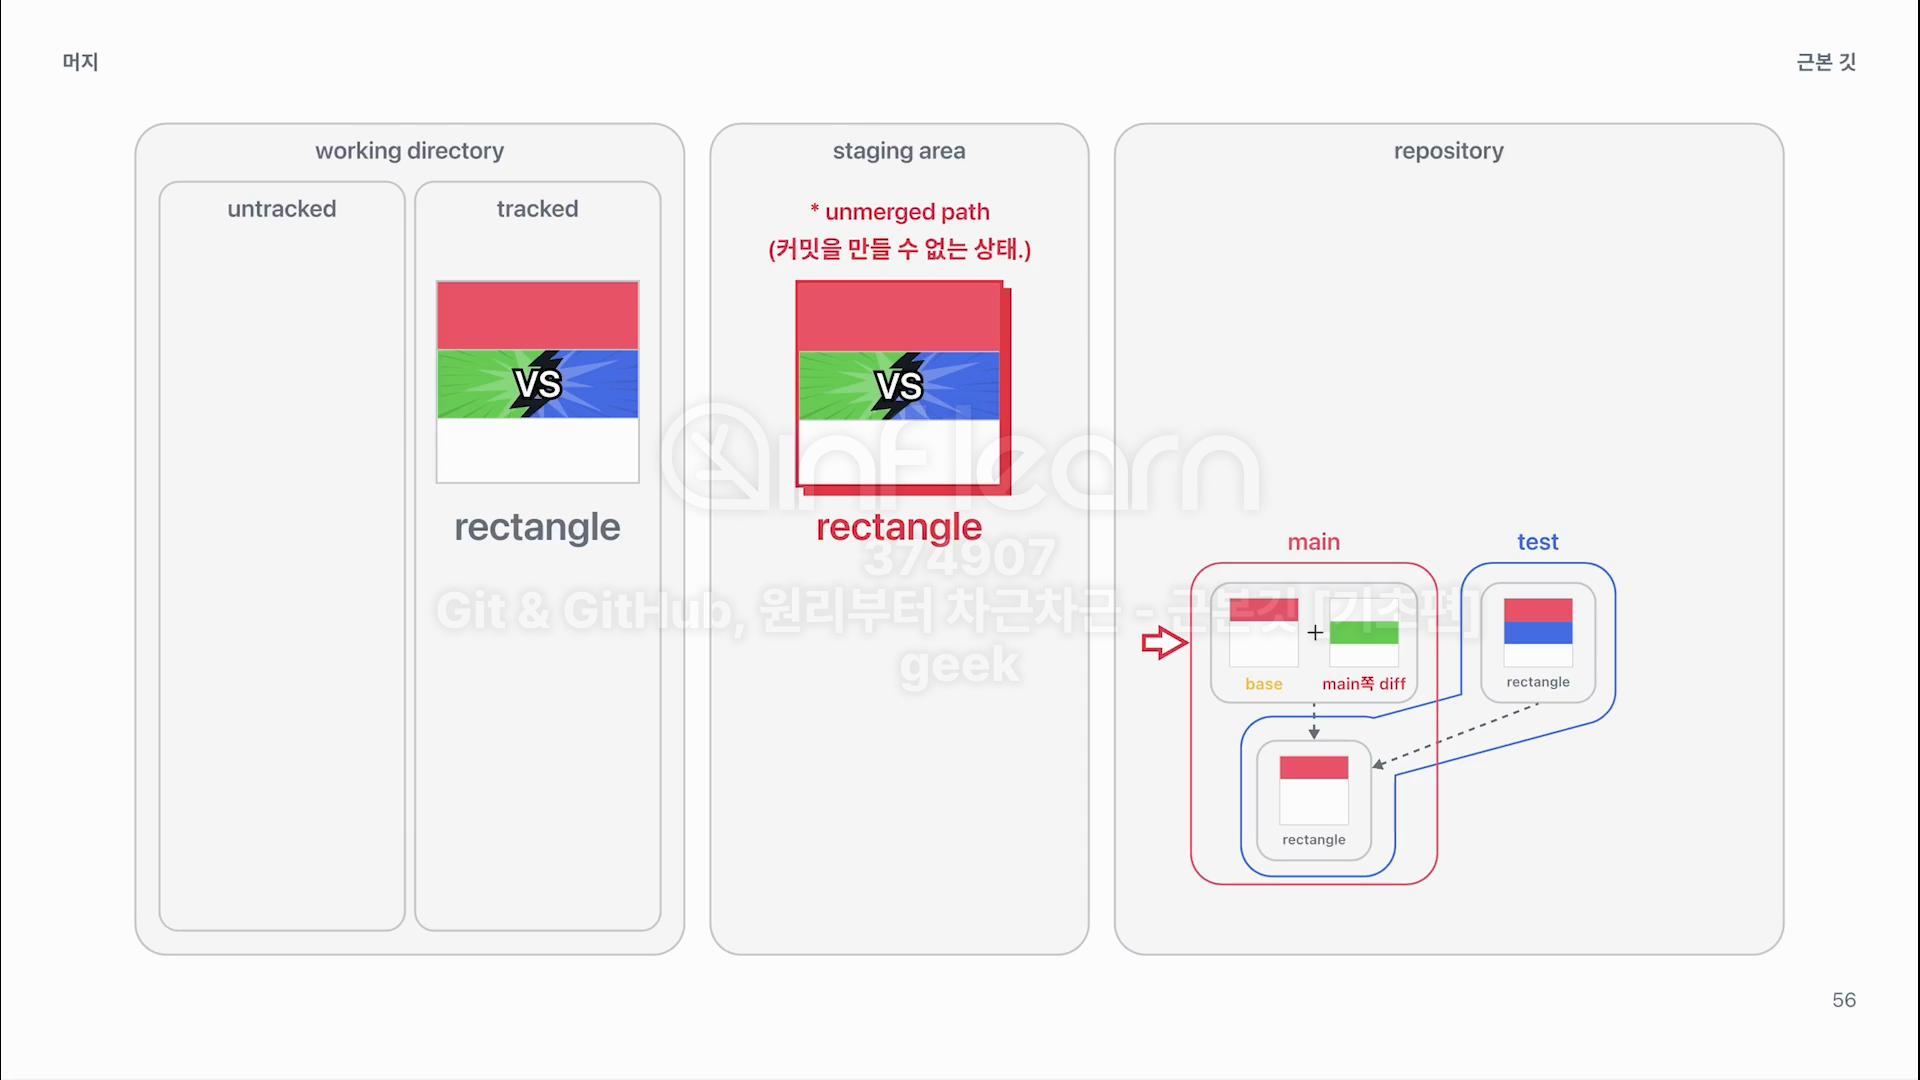 머지
근본 깃
working directory
staging area
repository
untracked
tracked
* unmerged path
(커밋을 만들 수 없는 상태.)
VS
VS
inflearn
rectangle
rectangle
374907
Git & GitHub, 원리부터 차근차근 - 근본깃 [기초편]
geek
main
test
+
base
main쪽 diff
rectangle
rectangle
56